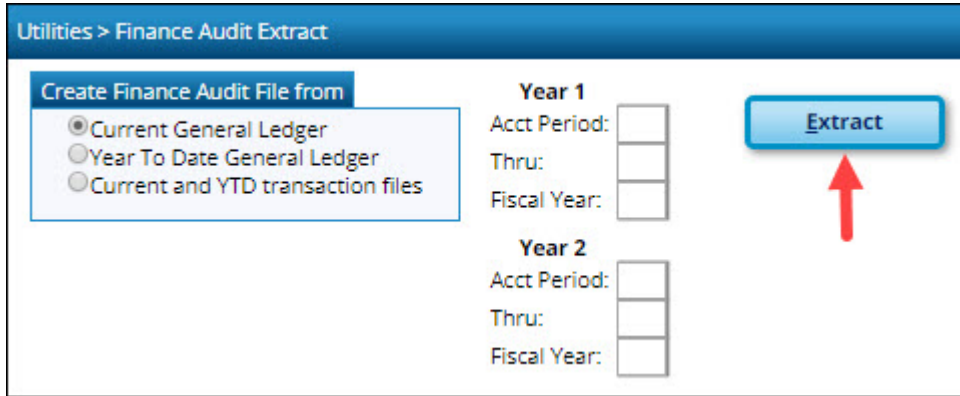 Utilities > Finance Audit Extract
Create Finance Audit File from
Current General Ledger
Year To Date General Ledger
Current and YTD transaction files
Year 1
Acct Period:
Thru:
Fiscal Year:
Year 2
Acct Period:
Thru:
Fiscal Year:
Extract